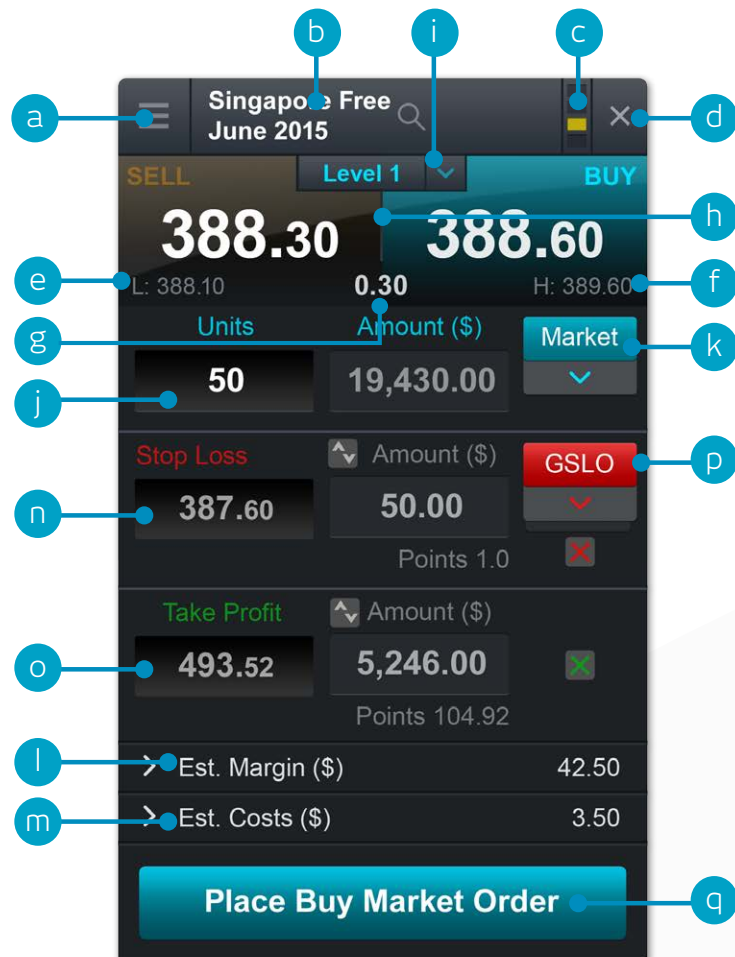 b i c
a Singapore Free d
June 2015
SELL Level 1 BUY
388.30 388.60 h
e L: 388.10 0.30 H: 389.60 f
g Units Amount ($) Market k
j 50 19,430.00
Stop Loss Amount ($) GSLO p
n 387.60 50.00
Points 1.0
Take Profit Amount ($)
o 493.52 5,246.00
Points 104.92
l Est. Margin ($) 42.50
m Est. Costs ($) 3.50
Place Buy Market Order q